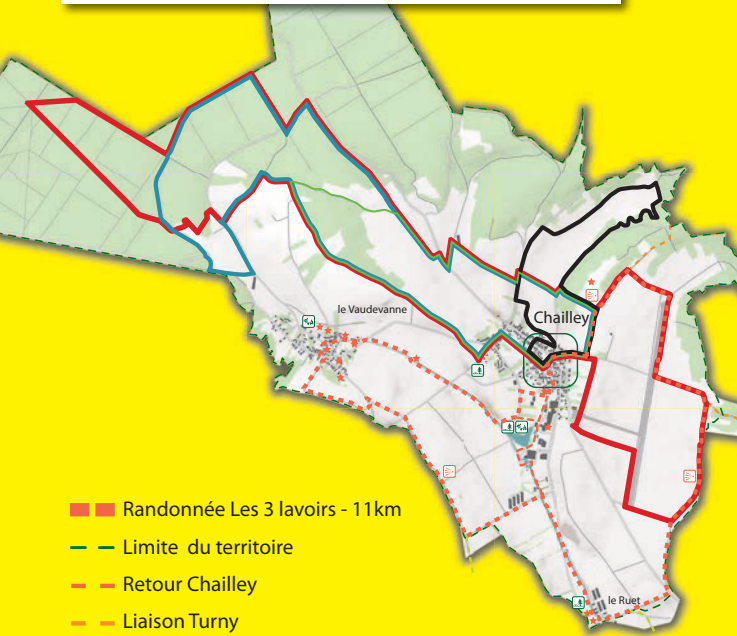 le Vaudevanne
Chailley
Randonnée Les 3 lavoirs - 11km
Limite du territoire
Retour Chailley
Liaison Turny
le Ruet